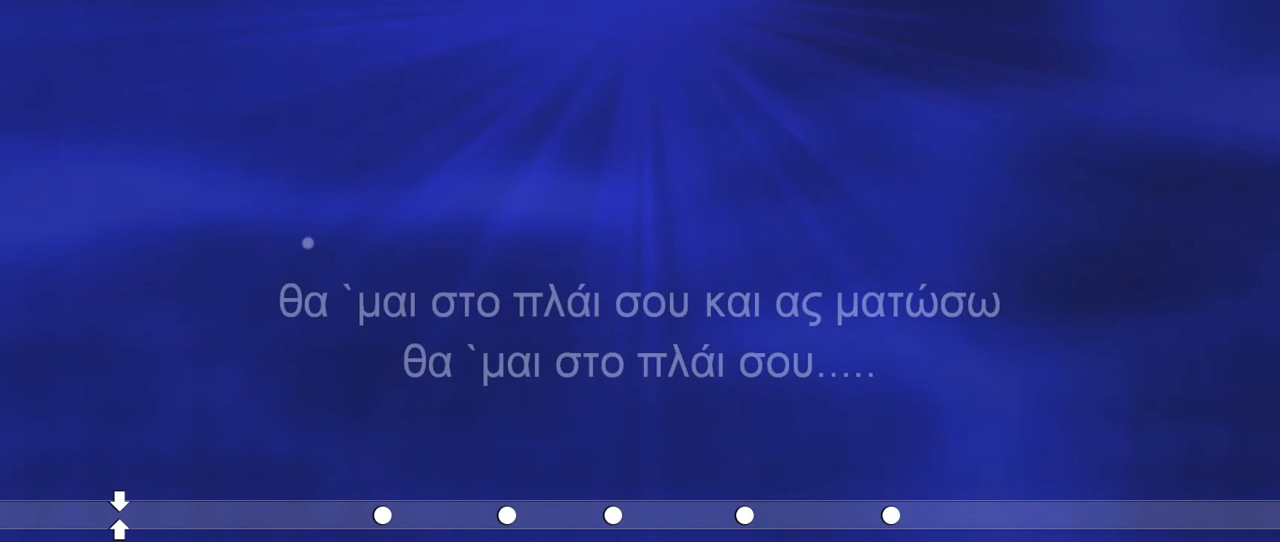 θα `μαι στο πλάι σου και ας ματώσω
θα `μαι στο πλάι σου.....